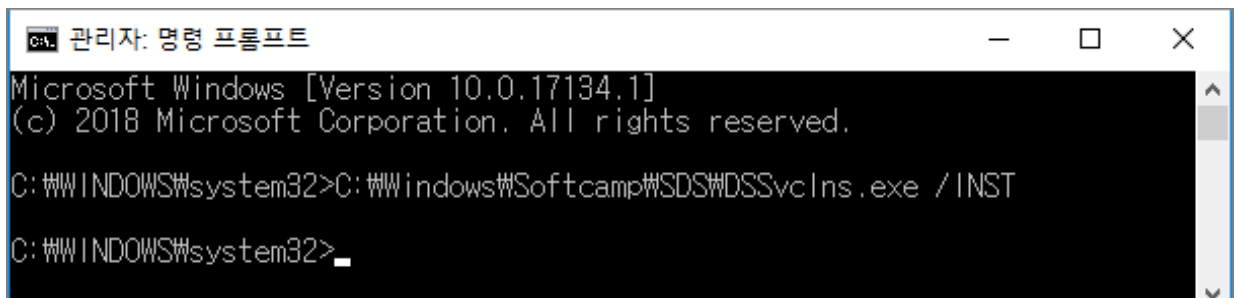 관리자: 명령 프롬프트
Microsoft Windows [Version 10.0.17134.1]
(c) 2018 Microsoft Corporation. All rights reserved.
C:₩WINDOWS₩system32>C:₩Windows₩Softcamp₩SDS₩DSSvcIns.exe /INST
C:₩WINDOWS₩system32>